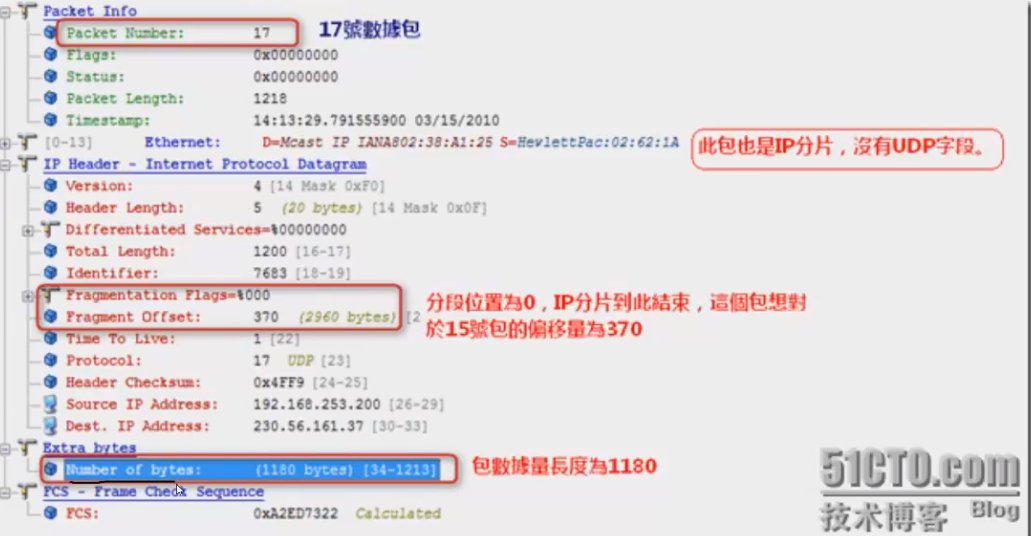 Packet Info
Packet Number: 17 17號數據包
Flags: 0x00000000
Status: 0x00000000
Packet Length: 1218
Timestamp: 14:13:29.791555900 03/15/2010
[0-13] Ethernet: D=Mcast IP IANA802:38:A1:25 S=HewlettPac:02:62:1A
此包也是IP分片，沒有UDP字段。
IP Header - Internet Protocol Datagram
Version: 4 [14 Mask 0xF0]
Header Length: 5 (20 bytes) [14 Mask 0x0F]
Differentiated Services=%00000000
Total Length: 1200 [16-17]
Identifier: 7683 [18-19]
Fragmentation Flags=%000
Fragment Offset: 370 (2960 bytes) [2
分段位置為0，IP分片到此結束，這個包想對
於15號包的偏移量為370
Time To Live: 1 [22]
Protocol: 17 UDP [23]
Header Checksum: 0x4FF9 [24-25]
Source IP Address: 192.168.253.200 [26-29]
Dest. IP Address: 230.56.161.37 [30-33]
Extra bytes
Number of bytes: (1180 bytes) [34-1213] 包數據量長度為1180
FCS - Frame Check Sequence
FCS: 0xA2ED7322 Calculated
51CTO.com
技术博客 Blog